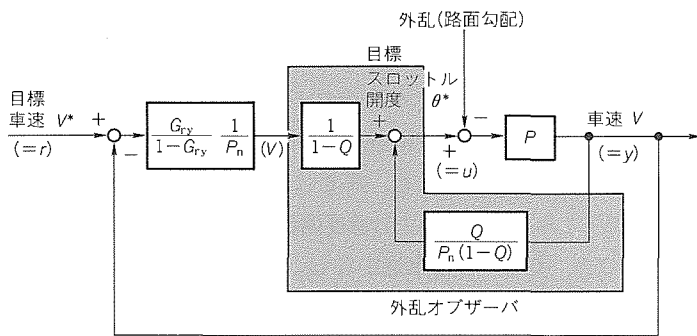 外乱(路面勾配)
目標
スロットル
開度 θ*
目標
車速 V*
(=r)
+
−
G_ry / (1−G_ry) 1/P_n
(V)
1/(1−Q)
+
−
+
(=u)
P
車速 V
(=y)
Q / (P_n(1−Q))
外乱オブザーバ